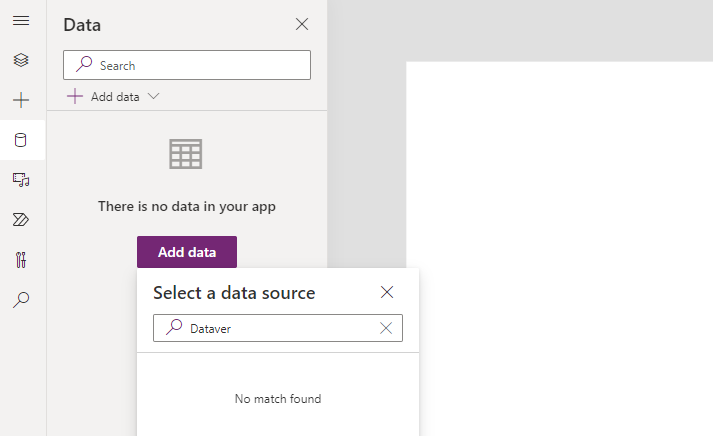 Data
Search
Add data
There is no data in your app
Add data
Select a data source
Dataver
No match found